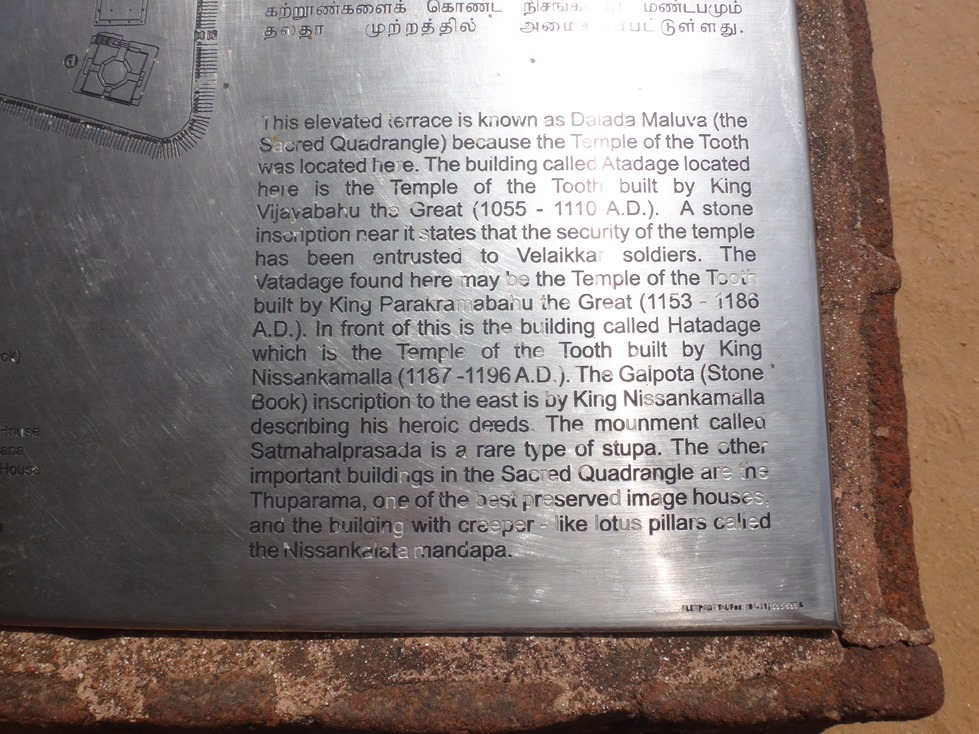 கற்றூண்களைக் கொண்ட மண்டபமும்
தலதா முற்றத்தில்
This elevated terrace is known as Dalada Maluva (the
Sacred Quadrangle) because the Temple of the Tooth
was located here. The building called Atadage located
here is the Temple of the Tooth built by King
Vijayabahu the Great (1055 - 1110 A.D.). A stone
inscription near it states that the security of the temple
has been entrusted to Velaikkar soldiers. The
Vatadage found here may be the Temple of the Tooth
built by King Parakramabahu the Great (1153 - 1186
A.D.). In front of this is the building called Hatadage
which is the Temple of the Tooth built by King
Nissankamalla (1187 -1196 A.D.). The Galpota (Stone
Book) inscription to the east is by King Nissankamalla
describing his heroic deeds. The mounment called
Satmahalprasada is a rare type of stupa. The other
important buildings in the Sacred Quadrangle are the
Thuparama, one of the best preserved image houses,
and the building with creeper - like lotus pillars called
the Nissankalata mandapa.
House
House